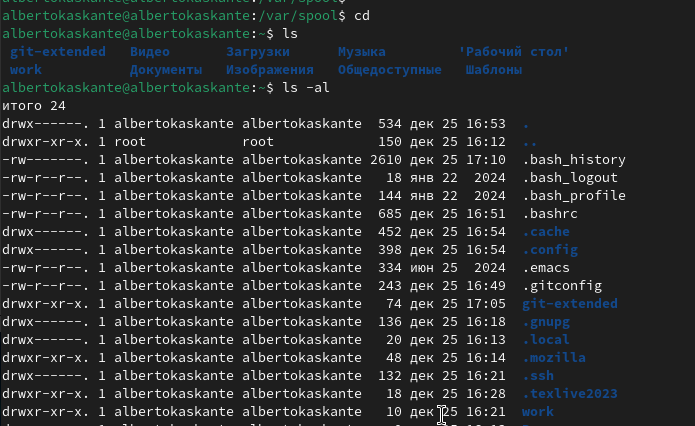 albertokaskante@albertokaskante:/var/spool$
albertokaskante@albertokaskante:/var/spool$ cd
albertokaskante@albertokaskante:~$ ls
git-extended Видео Загрузки Музыка 'Рабочий стол'
work Документы Изображения Общедоступные Шаблоны
albertokaskante@albertokaskante:~$ ls -al
итого 24
drwx------. 1 albertokaskante albertokaskante 534 дек 25 16:53 .
drwxr-xr-x. 1 root root 150 дек 25 16:12 ..
-rw-------. 1 albertokaskante albertokaskante 2610 дек 25 17:10 .bash_history
-rw-r--r--. 1 albertokaskante albertokaskante 18 янв 22 2024 .bash_logout
-rw-r--r--. 1 albertokaskante albertokaskante 144 янв 22 2024 .bash_profile
-rw-r--r--. 1 albertokaskante albertokaskante 685 дек 25 16:51 .bashrc
drwx------. 1 albertokaskante albertokaskante 452 дек 25 16:54 .cache
drwx------. 1 albertokaskante albertokaskante 398 дек 25 16:54 .config
-rw-r--r--. 1 albertokaskante albertokaskante 334 июн 25 2024 .emacs
-rw-r--r--. 1 albertokaskante albertokaskante 243 дек 25 16:49 .gitconfig
drwxr-xr-x. 1 albertokaskante albertokaskante 74 дек 25 17:05 git-extended
drwx------. 1 albertokaskante albertokaskante 136 дек 25 16:18 .gnupg
drwx------. 1 albertokaskante albertokaskante 20 дек 25 16:13 .local
drwxr-xr-x. 1 albertokaskante albertokaskante 48 дек 25 16:14 .mozilla
drwx------. 1 albertokaskante albertokaskante 132 дек 25 16:21 .ssh
drwxr-xr-x. 1 albertokaskante albertokaskante 18 дек 25 16:28 .texlive2023
drwxr-xr-x. 1 albertokaskante albertokaskante 10 дек 25 16:21 work